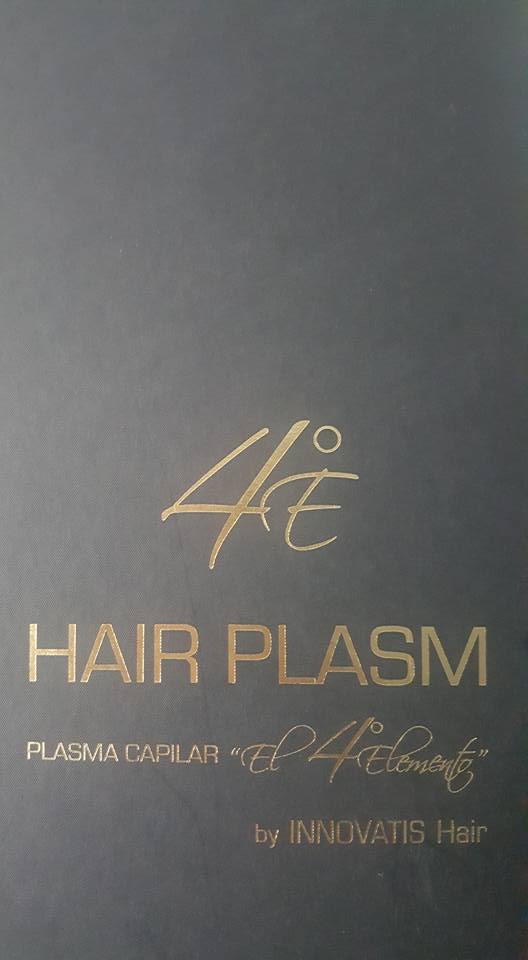 4°E
HAIR PLASM
PLASMA CAPILAR "El 4° Elemento"
by INNOVATIS Hair